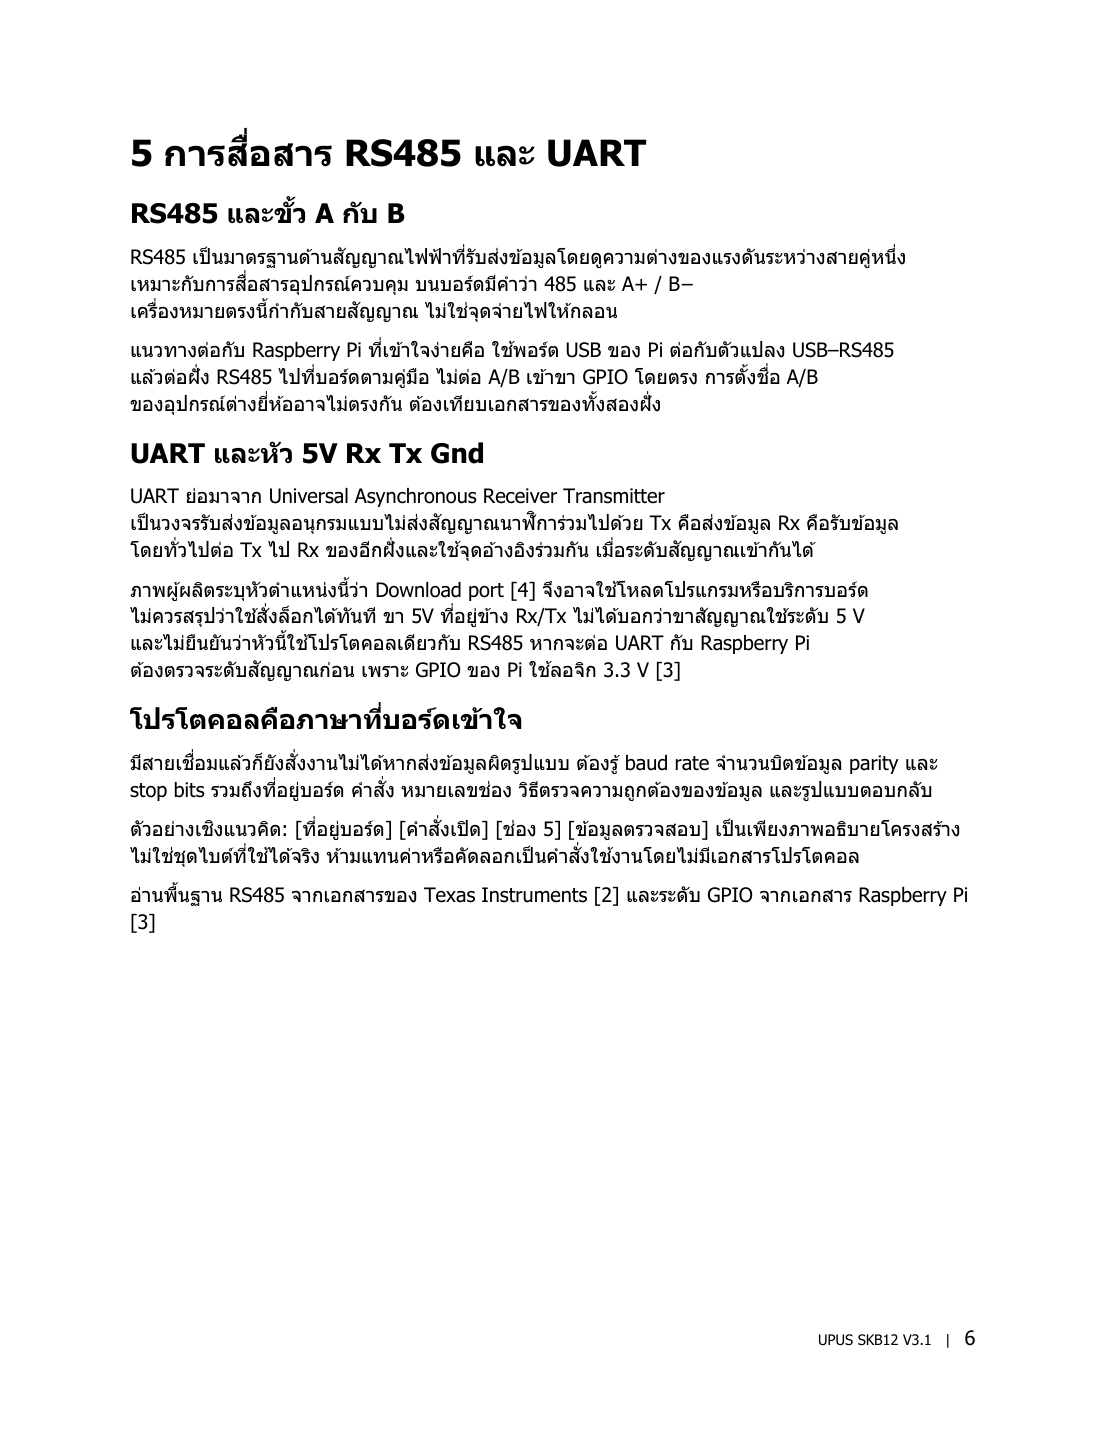 5 การสื่อสาร RS485 และ UART
RS485 และขั้ว A กับ B
RS485 เป็นมาตรฐานด้านสัญญาณไฟฟ้าที่รับส่งข้อมูลโดยดูความต่างของแรงดันระหว่างสายคู่หนึ่ง
เหมาะกับการสื่อสารอุปกรณ์ควบคุม บนบอร์ดมีคำว่า 485 และ A+ / B−
เครื่องหมายตรงนี้กำกับสายสัญญาณ ไม่ใช่จุดจ่ายไฟให้กลอน
แนวทางต่อกับ Raspberry Pi ที่เข้าใจง่ายคือ ใช้พอร์ต USB ของ Pi ต่อกับตัวแปลง USB–RS485
แล้วต่อฝั่ง RS485 ไปที่บอร์ดตามคู่มือ ไม่ต่อ A/B เข้าขา GPIO โดยตรง การตั้งชื่อ A/B
ของอุปกรณ์ต่างยี่ห้ออาจไม่ตรงกัน ต้องเทียบเอกสารของทั้งสองฝั่ง
UART และหัว 5V Rx Tx Gnd
UART ย่อมาจาก Universal Asynchronous Receiver Transmitter
เป็นวงจรรับส่งข้อมูลอนุกรมแบบไม่ส่งสัญญาณนาฬิการ่วมไปด้วย Tx คือส่งข้อมูล Rx คือรับข้อมูล
โดยทั่วไปต่อ Tx ไป Rx ของอีกฝั่งและใช้จุดอ้างอิงร่วมกัน เมื่อระดับสัญญาณเข้ากันได้
ภาพผู้ผลิตระบุหัวตำแหน่งนี้ว่า Download port [4] จึงอาจใช้โหลดโปรแกรมหรือบริการบอร์ด
ไม่ควรสรุปว่าใช้สั่งล็อกได้ทันที ขา 5V ที่อยู่ข้าง Rx/Tx ไม่ได้บอกว่าขาสัญญาณใช้ระดับ 5 V
และไม่ยืนยันว่าหัวนี้ใช้โปรโตคอลเดียวกับ RS485 หากจะต่อ UART กับ Raspberry Pi
ต้องตรวจระดับสัญญาณก่อน เพราะ GPIO ของ Pi ใช้ลอจิก 3.3 V [3]
โปรโตคอลคือภาษาที่บอร์ดเข้าใจ
มีสายเชื่อมแล้วก็ยังสั่งงานไม่ได้หากส่งข้อมูลผิดรูปแบบ ต้องรู้ baud rate จำนวนบิตข้อมูล parity และ
stop bits รวมถึงที่อยู่บอร์ด คำสั่ง หมายเลขช่อง วิธีตรวจความถูกต้องของข้อมูล และรูปแบบตอบกลับ
ตัวอย่างเชิงแนวคิด: [ที่อยู่บอร์ด] [คำสั่งเปิด] [ช่อง 5] [ข้อมูลตรวจสอบ] เป็นเพียงภาพอธิบายโครงสร้าง
ไม่ใช่ชุดไบต์ที่ใช้ได้จริง ห้ามแทนค่าหรือคัดลอกเป็นคำสั่งใช้งานโดยไม่มีเอกสารโปรโตคอล
อ่านพื้นฐาน RS485 จากเอกสารของ Texas Instruments [2] และระดับ GPIO จากเอกสาร Raspberry Pi
[3]
UPUS SKB12 V3.1 | 6